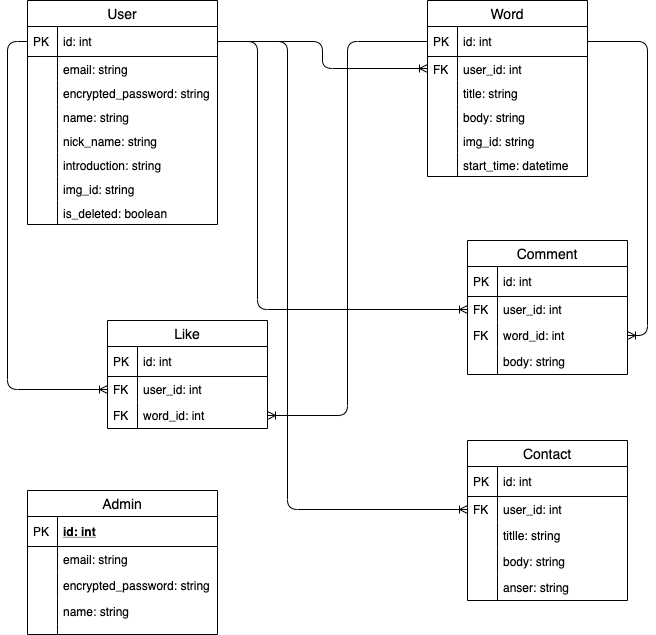 User
PK id: int
email: string
encrypted_password: string
name: string
nick_name: string
introduction: string
img_id: string
is_deleted: boolean
Word
PK id: int
FK user_id: int
title: string
body: string
img_id: string
start_time: datetime
Comment
PK id: int
FK user_id: int
FK word_id: int
body: string
Like
PK id: int
FK user_id: int
FK word_id: int
Contact
PK id: int
FK user_id: int
titlle: string
body: string
anser: string
Admin
PK id: int
email: string
encrypted_password: string
name: string